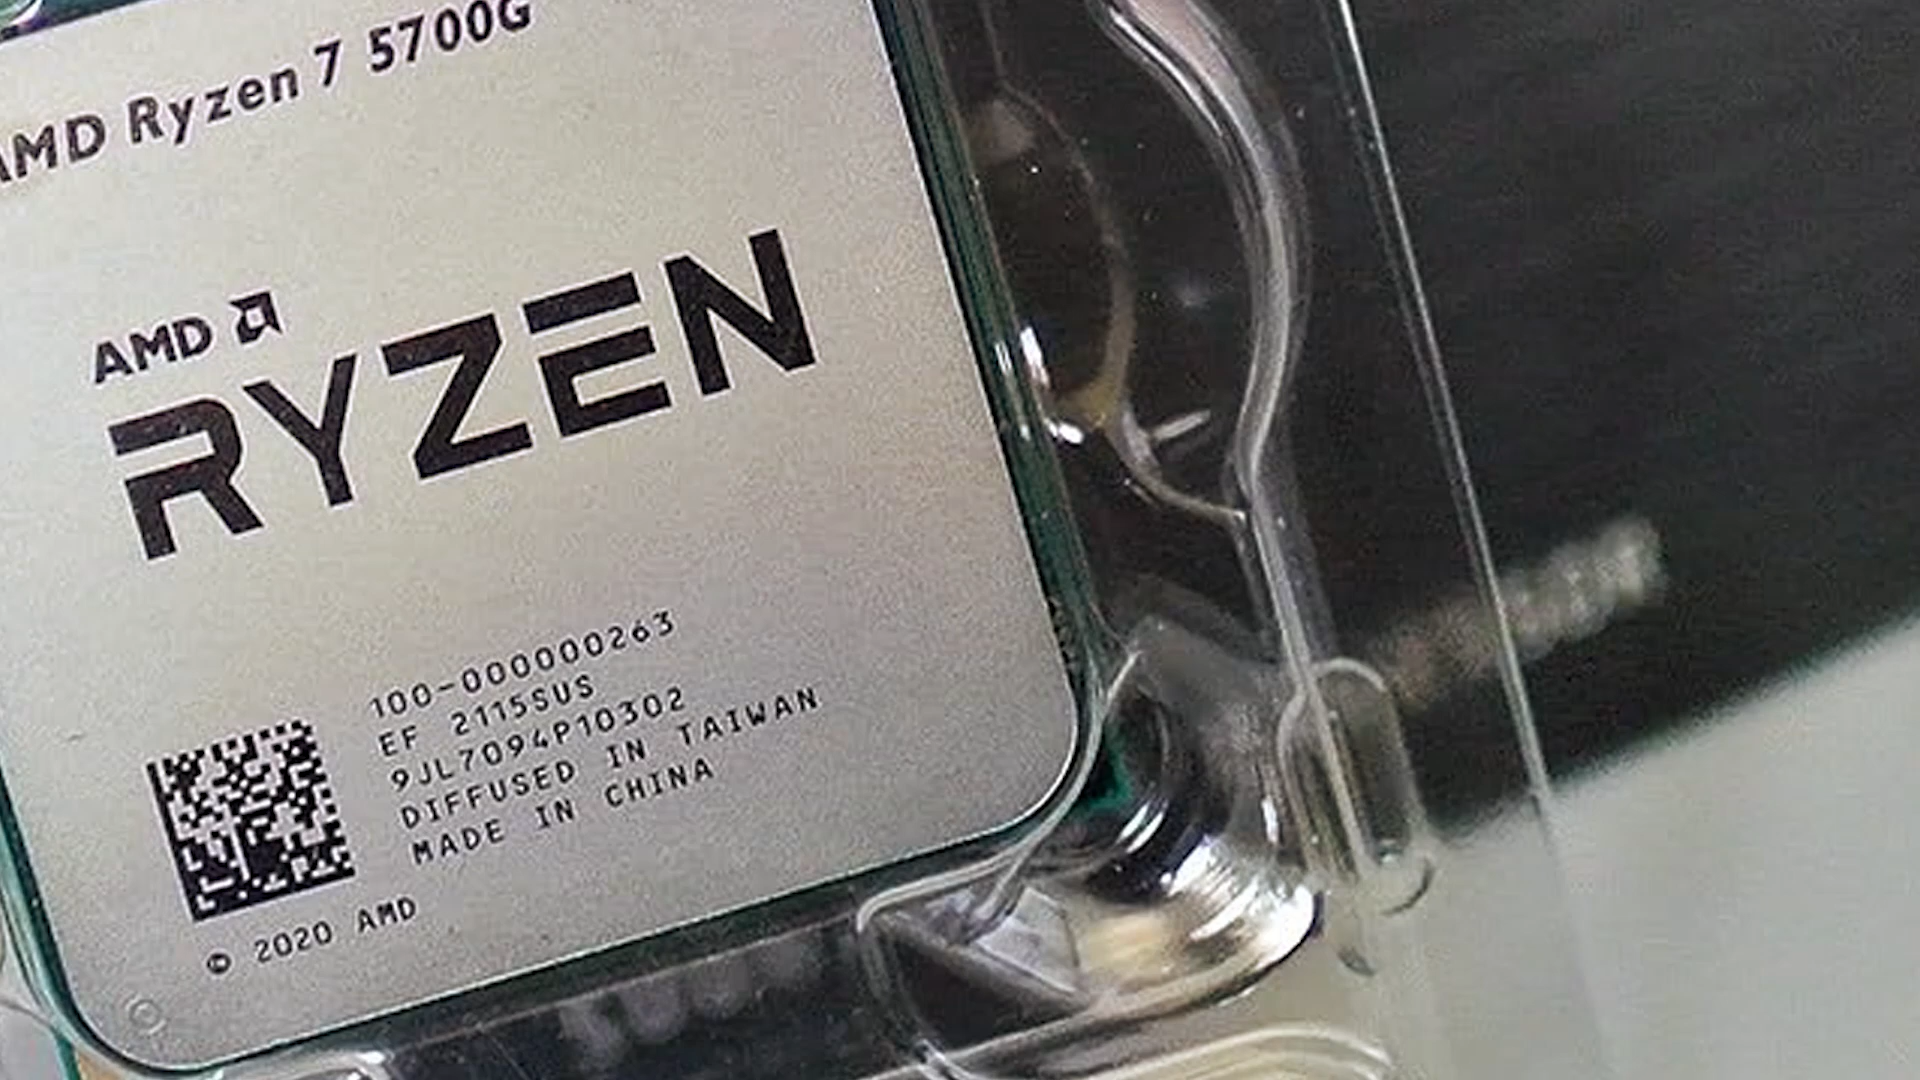 AMD Ryzen 7 5700G
AMD
RYZEN
100-000000263
EF 2115SUS
9JL7094P10302
DIFFUSED IN TAIWAN
MADE IN CHINA
© 2020 AMD